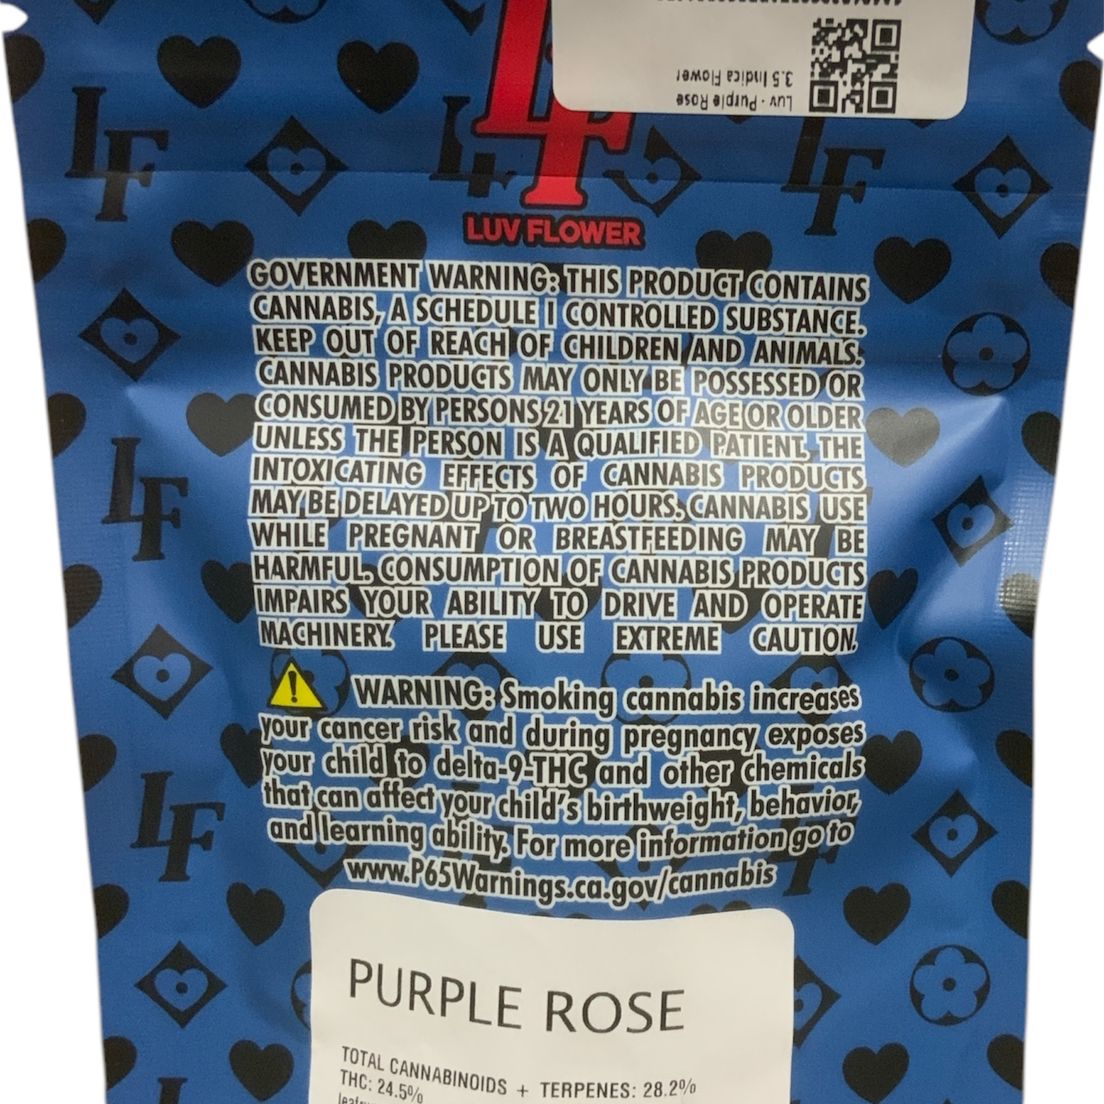 Luv - Purple Rose
3.5 Indica Flower
LF
LUV FLOWER
GOVERNMENT WARNING: THIS PRODUCT CONTAINS
CANNABIS, A SCHEDULE I CONTROLLED SUBSTANCE.
KEEP OUT OF REACH OF CHILDREN AND ANIMALS.
CANNABIS PRODUCTS MAY ONLY BE POSSESSED OR
CONSUMED BY PERSONS 21 YEARS OF AGE OR OLDER
UNLESS THE PERSON IS A QUALIFIED PATIENT. THE
INTOXICATING EFFECTS OF CANNABIS PRODUCTS
MAY BE DELAYED UP TO TWO HOURS. CANNABIS USE
WHILE PREGNANT OR BREASTFEEDING MAY BE
HARMFUL. CONSUMPTION OF CANNABIS PRODUCTS
IMPAIRS YOUR ABILITY TO DRIVE AND OPERATE
MACHINERY. PLEASE USE EXTREME CAUTION.
WARNING: Smoking cannabis increases
your cancer risk and during pregnancy exposes
your child to delta-9-THC and other chemicals
that can affect your child's birthweight, behavior,
and learning ability. For more information go to
www.P65Warnings.ca.gov/cannabis
PURPLE ROSE
TOTAL CANNABINOIDS + TERPENES: 28.2%
THC: 24.5%